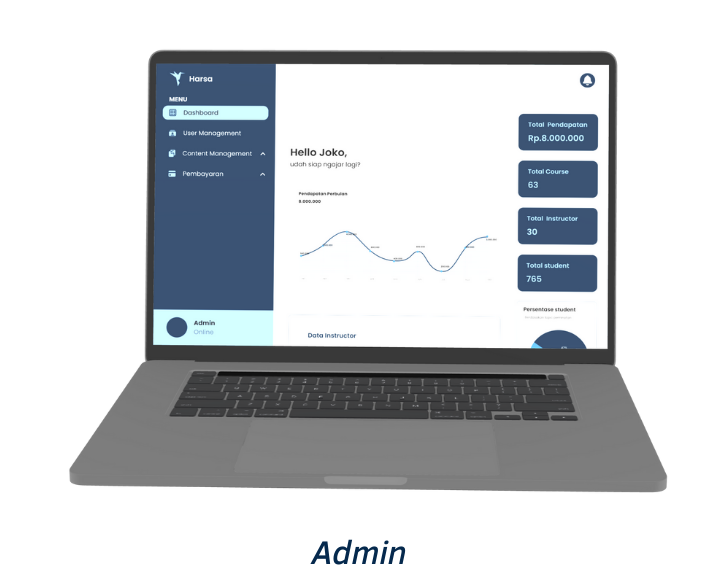 Harsa
MENU
Dashboard
User Management
Content Management
Pembayaran
Admin
Online
Hello Joko,
udah siap ngajar lagi?
Pendapatan Perbulan
8.000.000
Data Instructor
Total Pendapatan
Rp.8.000.000
Total Course
63
Total Instructor
30
Total student
765
Persentase student
Admin